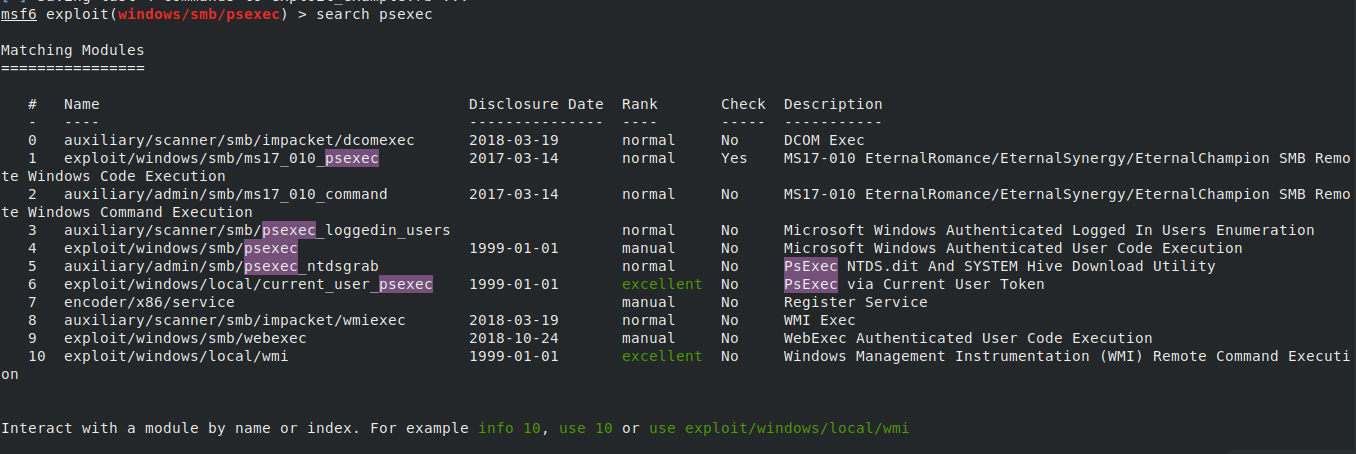 msf6 exploit(windows/smb/psexec) > search psexec
Matching Modules
================
#   Name                                         Disclosure Date  Rank       Check  Description
-   ----                                         ---------------  ----       -----  -----------
0   auxiliary/scanner/smb/impacket/dcomexec      2018-03-19       normal     No     DCOM Exec
1   exploit/windows/smb/ms17_010_psexec          2017-03-14       normal     Yes    MS17-010 EternalRomance/EternalSynergy/EternalChampion SMB Remo
te Windows Code Execution
2   auxiliary/admin/smb/ms17_010_command         2017-03-14       normal     No     MS17-010 EternalRomance/EternalSynergy/EternalChampion SMB Remo
te Windows Command Execution
3   auxiliary/scanner/smb/psexec_loggedin_users                   normal     No     Microsoft Windows Authenticated Logged In Users Enumeration
4   exploit/windows/smb/psexec                   1999-01-01       manual     No     Microsoft Windows Authenticated User Code Execution
5   auxiliary/admin/smb/psexec_ntdsgrab                           normal     No     PsExec NTDS.dit And SYSTEM Hive Download Utility
6   exploit/windows/local/current_user_psexec    1999-01-01       excellent  No     PsExec via Current User Token
7   encoder/x86/service                                           manual     No     Register Service
8   auxiliary/scanner/smb/impacket/wmiexec       2018-03-19       normal     No     WMI Exec
9   exploit/windows/smb/webexec                  2018-10-24       manual     No     WebExec Authenticated User Code Execution
10  exploit/windows/local/wmi                    1999-01-01       excellent  No     Windows Management Instrumentation (WMI) Remote Command Executi
on
Interact with a module by name or index. For example info 10, use 10 or use exploit/windows/local/wmi